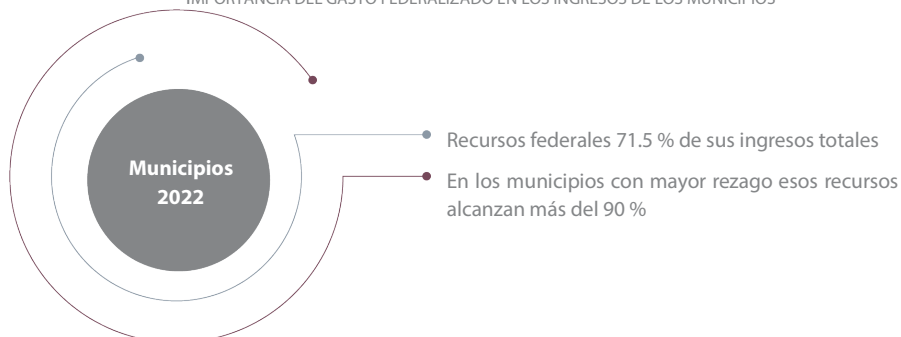 IMPORTANCIA DEL GASTO FEDERALIZADO EN LOS INGRESOS DE LOS MUNICIPIOS
Municipios
2022
Recursos federales 71.5 % de sus ingresos totales
En los municipios con mayor rezago esos recursos
alcanzan más del 90 %